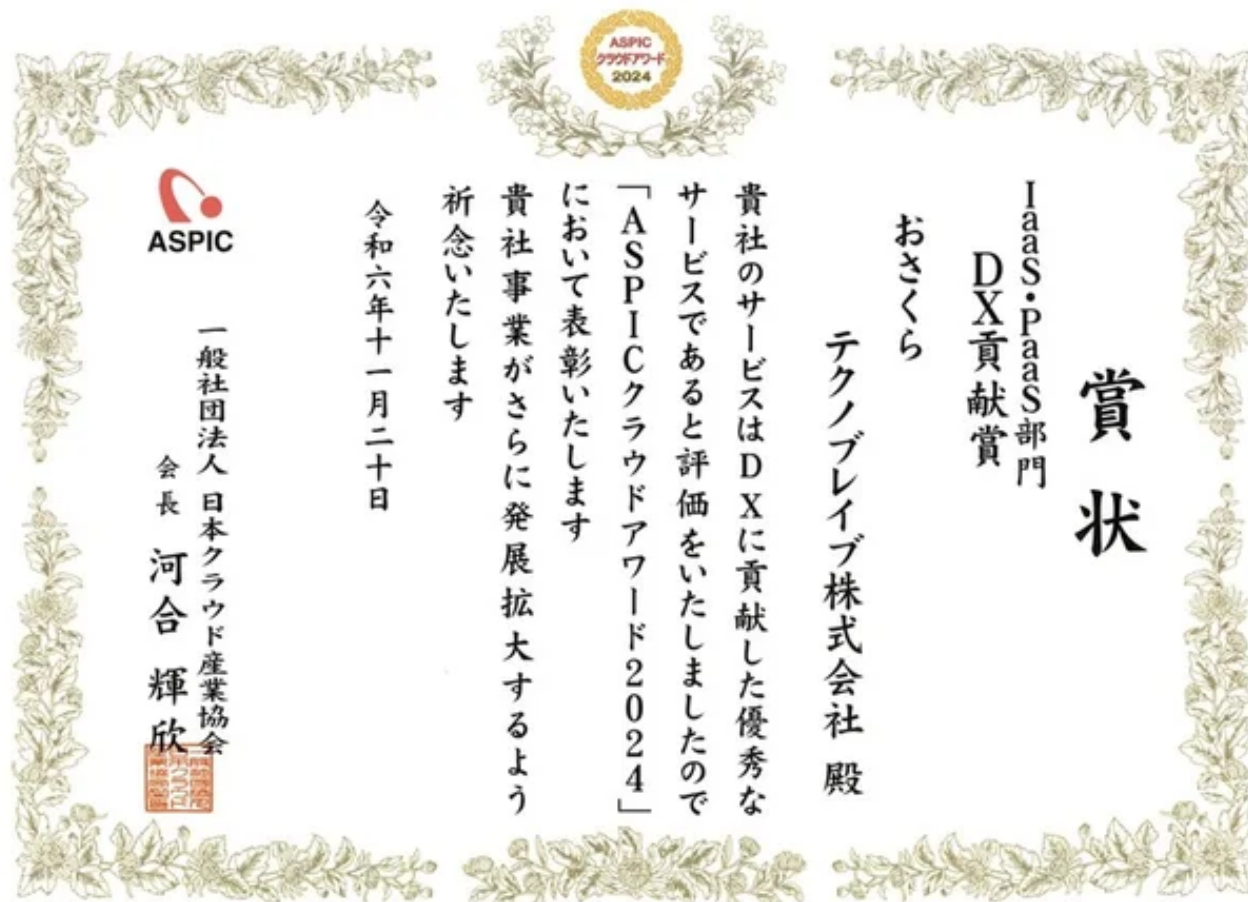 ASPIC
クラウドアワード
2024
賞状
IaaS・PaaS部門
DX貢献賞
おさくら
テクノブレイブ株式会社 殿
貴社のサービスはDXに貢献した優秀な
サービスであると評価をいたしましたので
「ASPICクラウドアワード2024」
において表彰いたします
貴社事業がさらに発展拡大するよう
祈念いたします
令和六年十一月二十日
ASPIC
一般社団法人 日本クラウド産業協会
会長 河合 輝欣